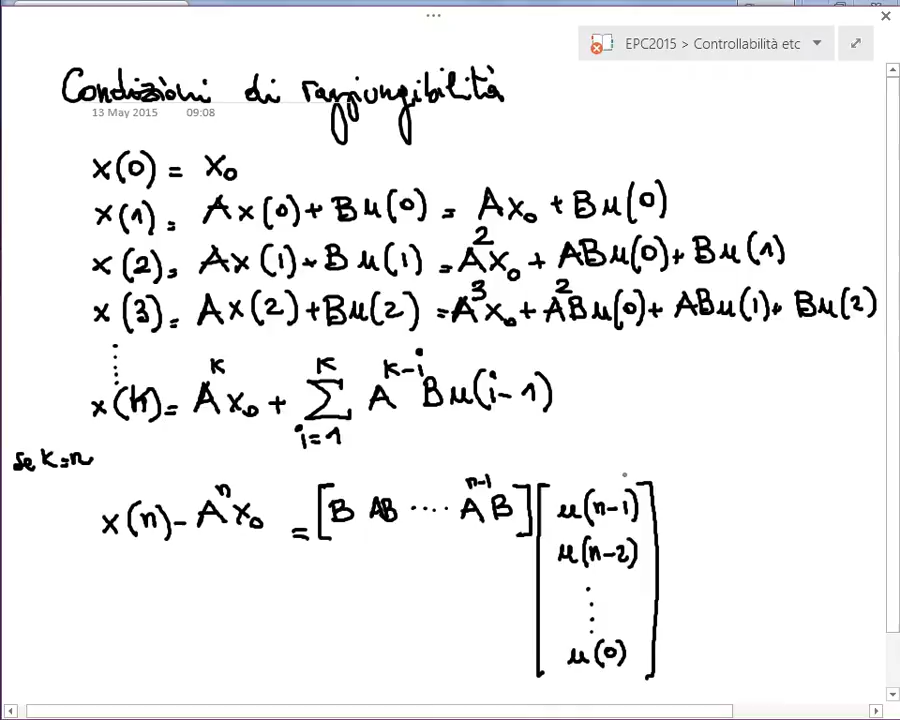 EPC2015 > Controllabilità etc
Condizioni di raggiungibilità
13 May 2015 09:08
x(0) = x₀
x(1) = Ax(0) + Bu(0) = Ax₀ + Bu(0)
x(2) = Ax(1) + Bu(1) = A²x₀ + ABu(0) + Bu(1)
x(3) = Ax(2) + Bu(2) = A³x₀ + A²Bu(0) + ABu(1) + Bu(2)
⋮
x(k) = Aᵏx₀ + ∑ᵢ₌₁ᴷ Aᴷ⁻ⁱBu(i-1)
se K=n
x(n) - Aⁿx₀ = [B AB ···· Aⁿ⁻¹B] [u(n-1)
u(n-2)
⋮
u(0)]